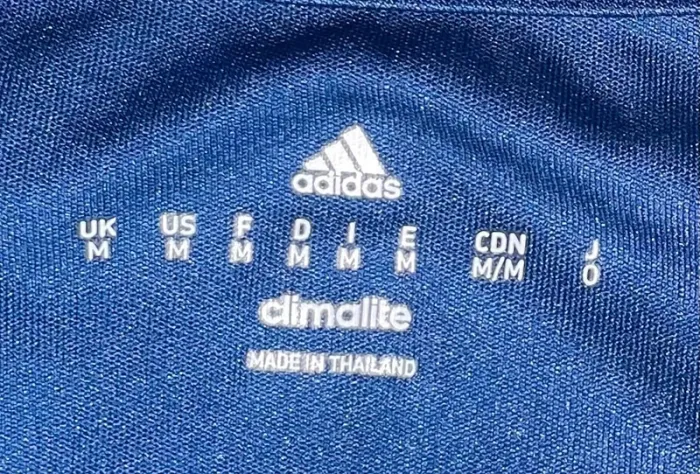 adidas
UK US F D I E CDN J
M M M M M M M/M O
climalite
MADE IN THAILAND